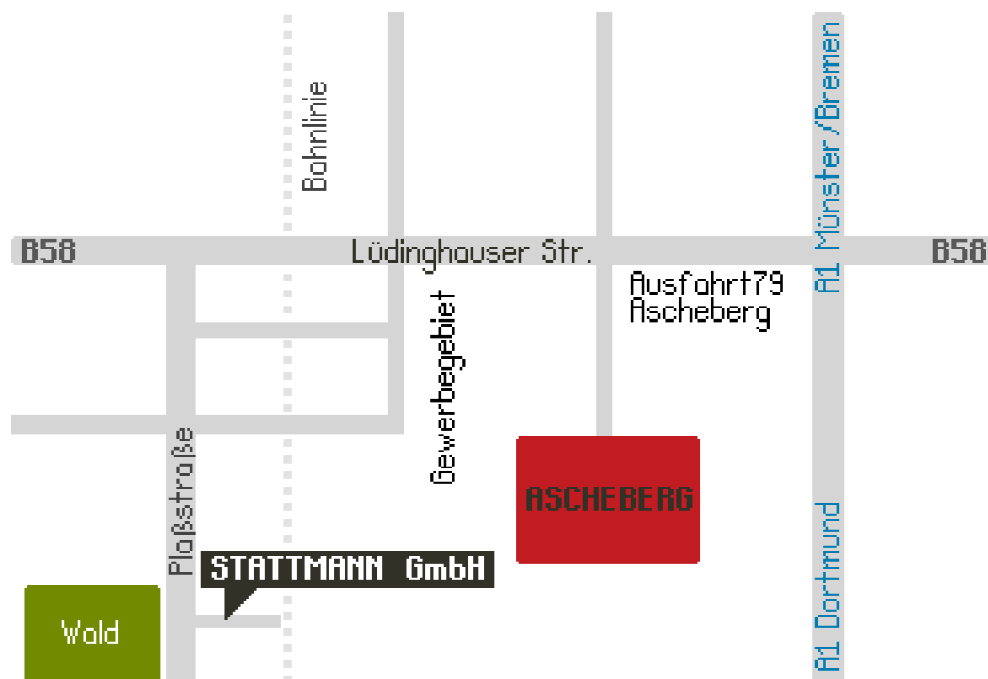 Bahnlinie
A1 Münster/Bremen
B58
Lüdinghauser Str.
B58
Ausfahrt79
Ascheberg
Gewerbegebiet
Plaßstraße
ASCHEBERG
A1 Dortmund
STATTMANN GmbH
Wald